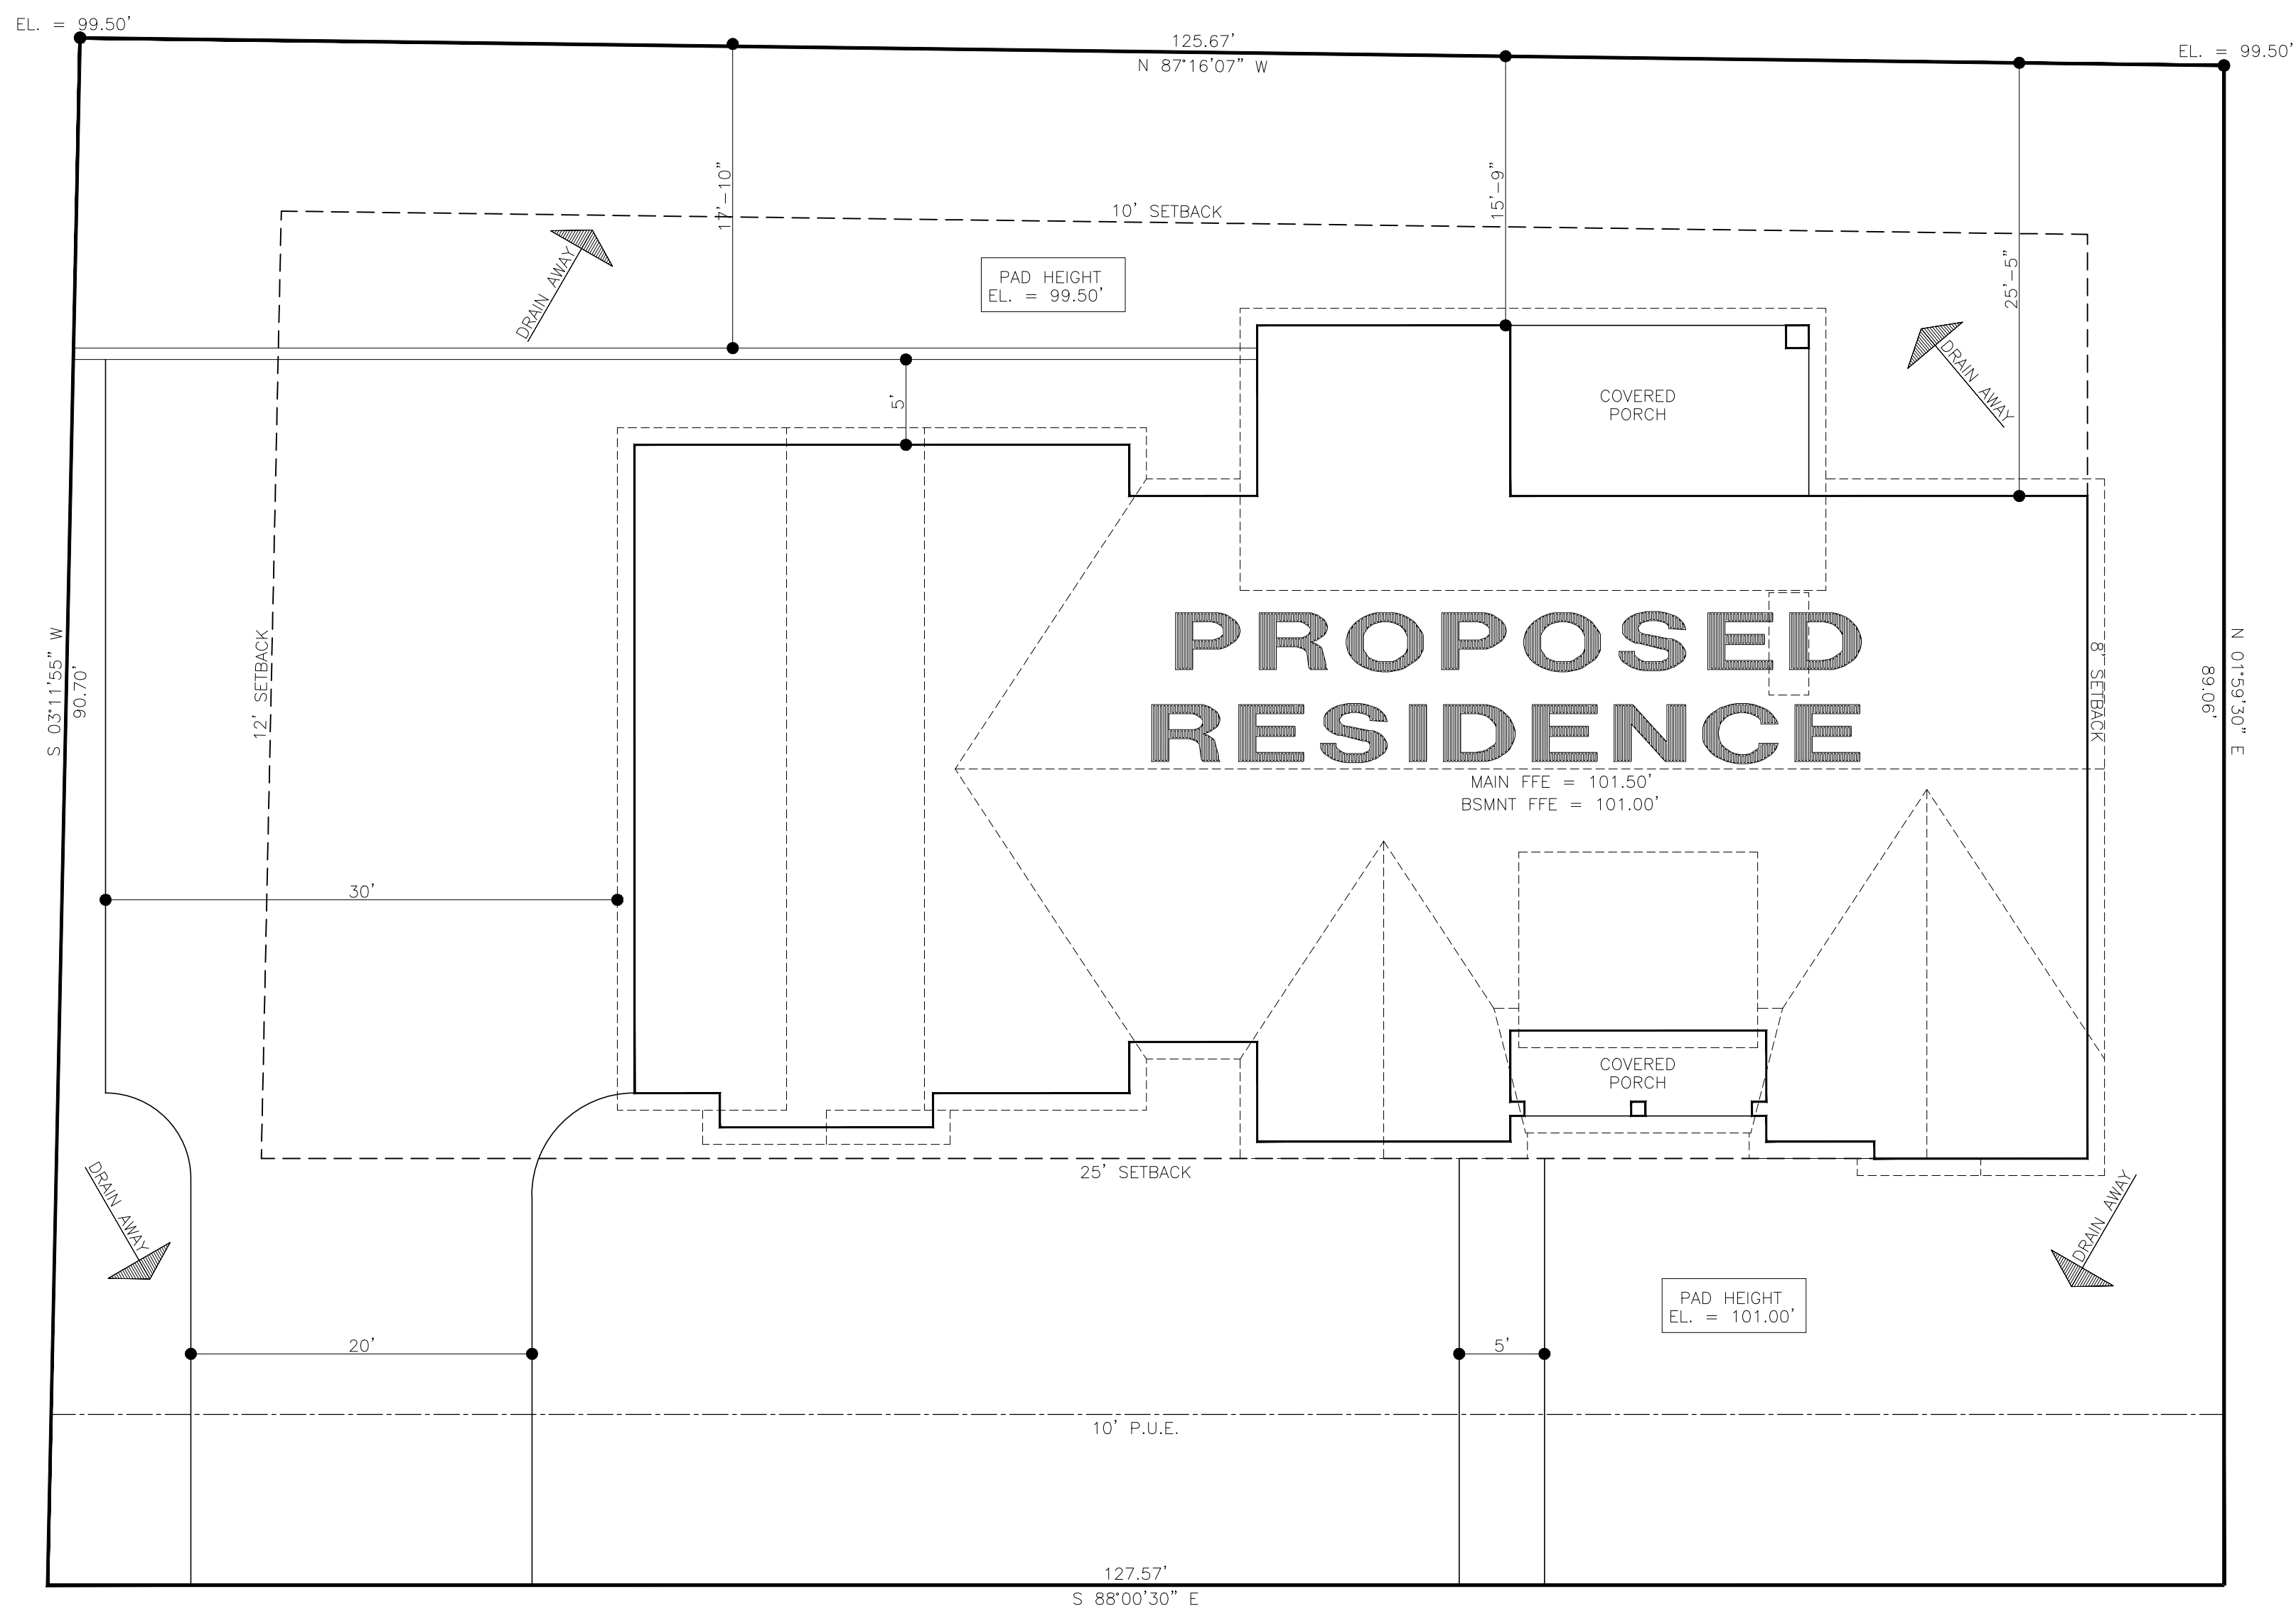 EL. = 99.50'
125.67'
N 87°16'07" W
EL. = 99.50'
17'-10"
15'-9"
25'-5"
10' SETBACK
DRAIN AWAY
PAD HEIGHT
EL. = 99.50'
DRAIN AWAY
5'
COVERED
PORCH
S 03°11'55" W
90.70'
12' SETBACK
PROPOSED
RESIDENCE
MAIN FFE = 101.50'
BSMNT FFE = 101.00'
8' SETBACK
89.06'
N 01°59'30" E
30'
COVERED
PORCH
25' SETBACK
DRAIN AWAY
DRAIN AWAY
PAD HEIGHT
EL. = 101.00'
20'
5'
10' P.U.E.
127.57'
S 88°00'30" E